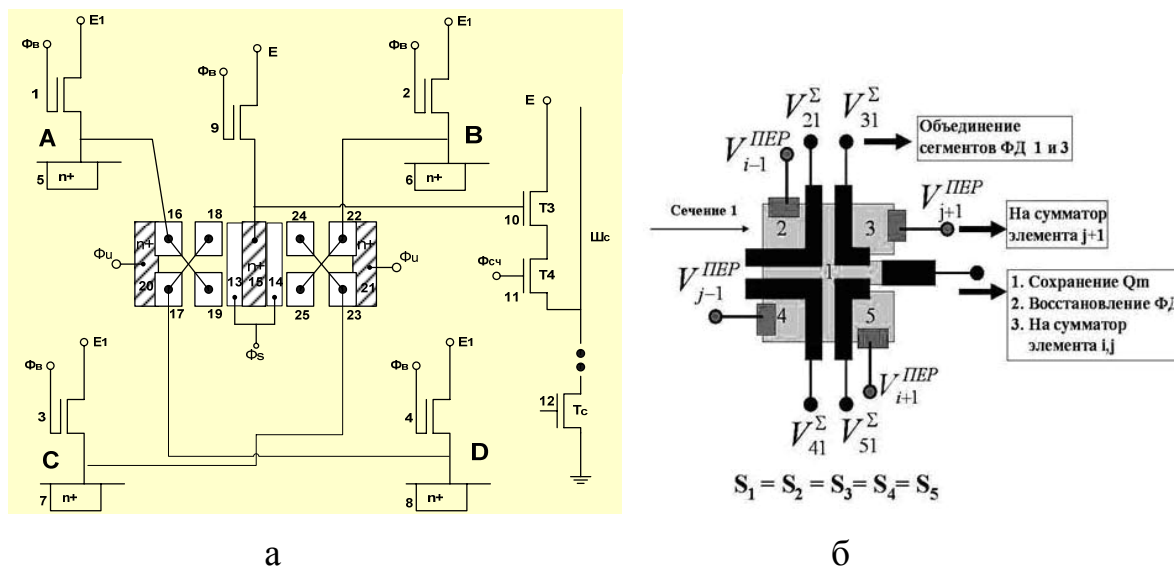 E1
Фв
1
A
5
n+
Фв
E
9
E1
Фв
2
B
6
n+
E
T3
10
T4
Фсч
11
Шс
12
Тс
16
18
24
22
n+
n+
n+
Фи
Фи
20
13
15
14
21
17
19
25
23
Фs
E1
Фв
3
C
7
n+
E1
Фв
4
D
8
n+
а
V21Σ
V31Σ
Объединение
сегментов ФД 1 и 3
Vi−1ПЕР
Vj+1ПЕР
Сечение 1
2
3
На сумматор
элемента j+1
1
Vj−1ПЕР
4
5
1. Сохранение Qm
2. Восстановление ФД
3. На сумматор
элемента i,j
Vi+1ПЕР
V41Σ
V51Σ
S1 = S2 = S3= S4= S5
б